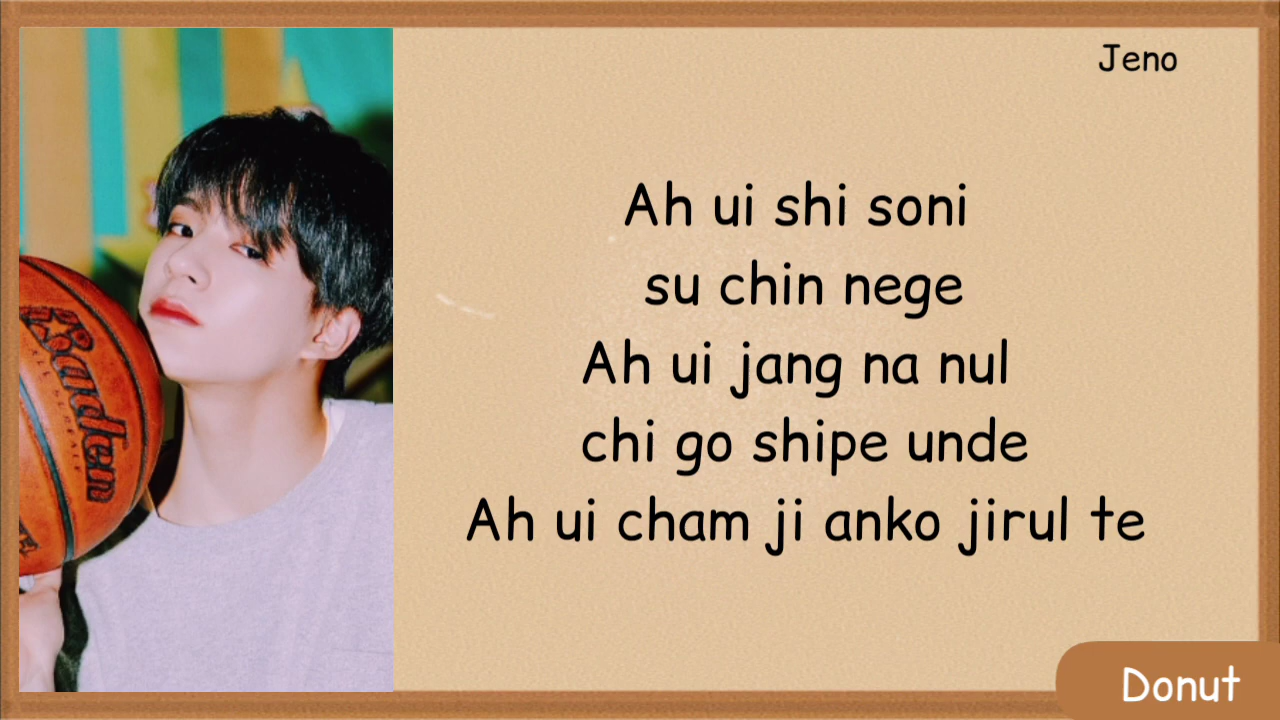 Jeno
Ah ui shi soni
su chin nege
Ah ui jang na nul
chi go shipe unde
Ah ui cham ji anko jirul te
Baden
Donut